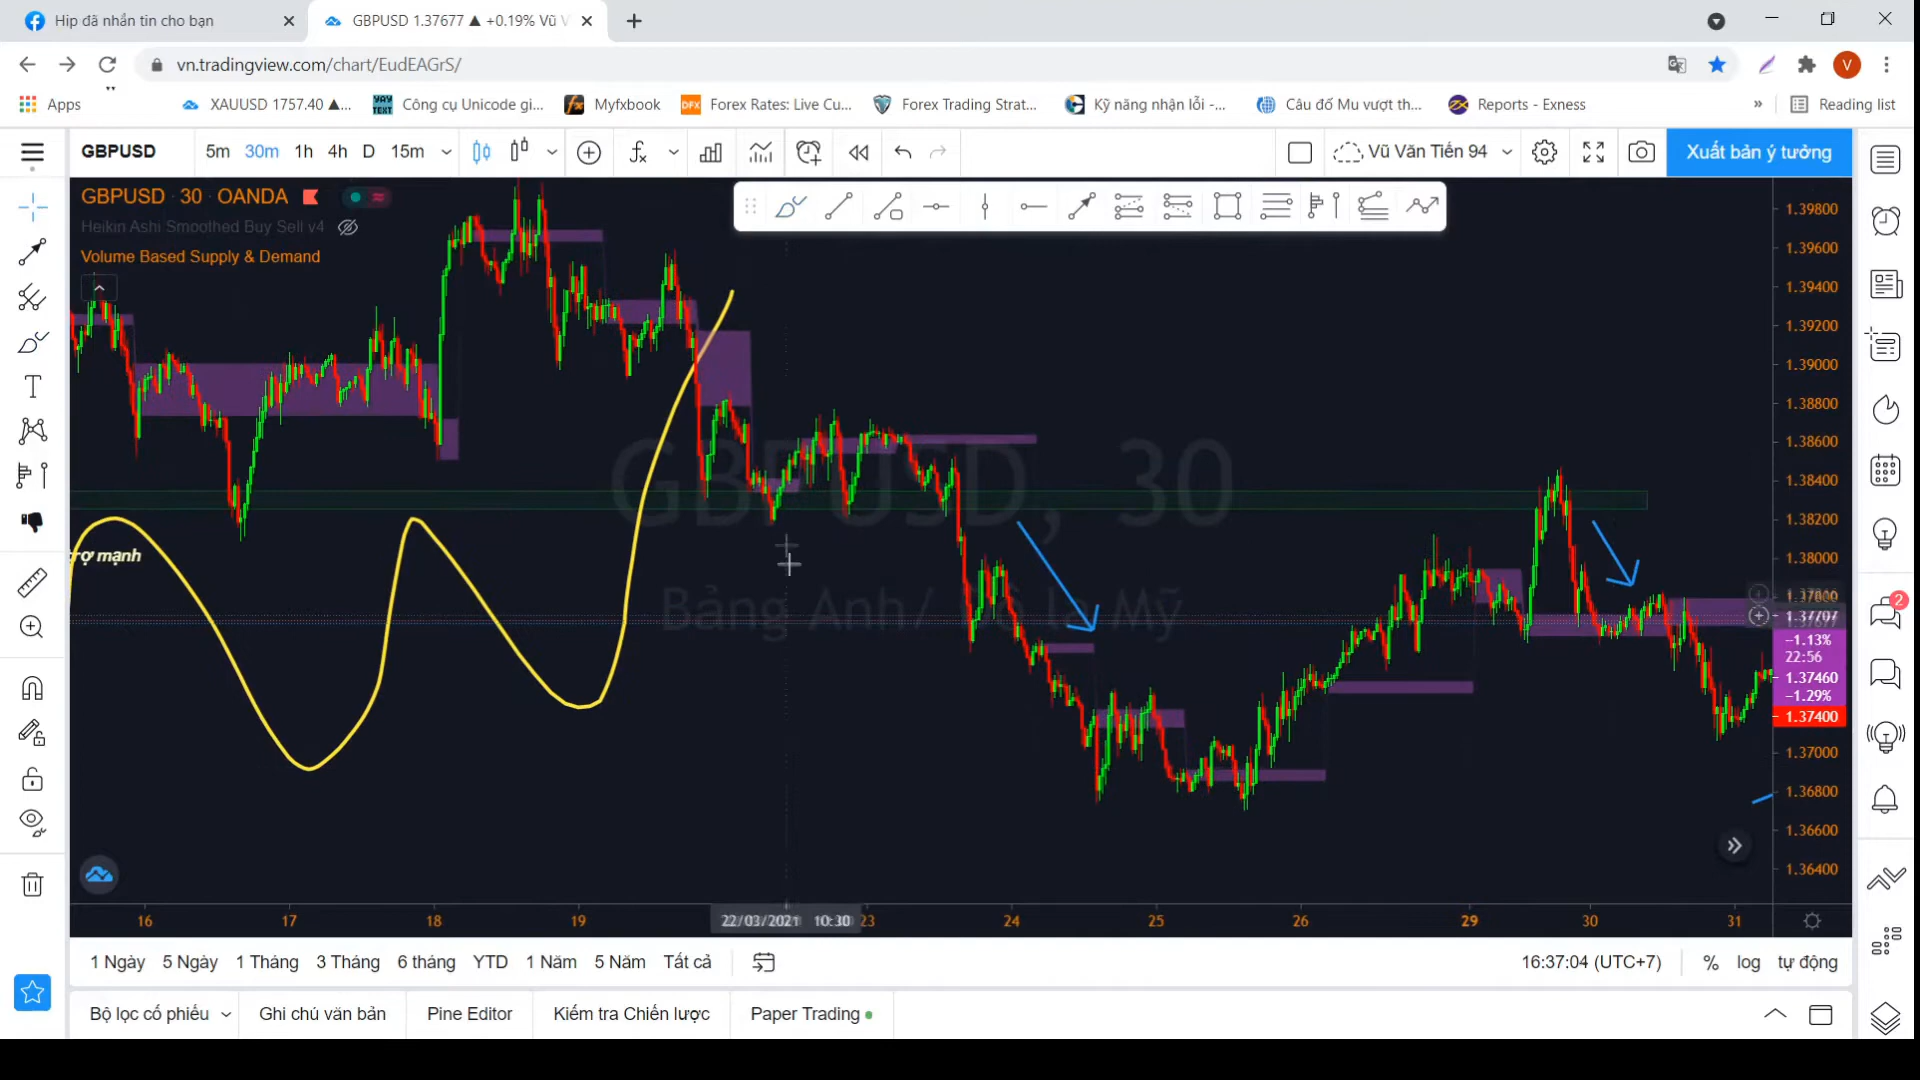 Hip đã nhắn tin cho bạn
GBPUSD 1.37677 ▲ +0.19% Vũ V
vn.tradingview.com/chart/EudEAGrS/
V
Apps
XAUUSD 1757.40 ▲...
YAY TEXT
Công cụ Unicode gi...
Myfxbook
DFX
Forex Rates: Live Cu...
Forex Trading Strat...
Kỹ năng nhận lỗi -...
Câu đố Mu vượt th...
Reports - Exness
»
Reading list
GBPUSD
5m
30m
1h
4h
D
15m
Vũ Văn Tiến 94
Xuất bản ý tưởng
GBPUSD · 30 · OANDA
Heikin Ashi Smoothed Buy Sell v4
Volume Based Supply & Demand
GBPUSD, 30
trợ mạnh
1.39800
1.39600
1.39400
1.39200
1.39000
1.38800
1.38600
1.38400
1.38200
1.38000
1.37800
1.37707
−1.13%
22:56
1.37460
−1.29%
1.37400
1.37000
1.36800
1.36600
1.36400
2
16
17
18
19
22/03/2021
10:30
23
24
25
26
29
30
31
1 Ngày
5 Ngày
1 Tháng
3 Tháng
6 tháng
YTD
1 Năm
5 Năm
Tất cả
16:37:04 (UTC+7)
%
log
tự động
Bộ lọc cổ phiếu
Ghi chú văn bản
Pine Editor
Kiểm tra Chiến lược
Paper Trading